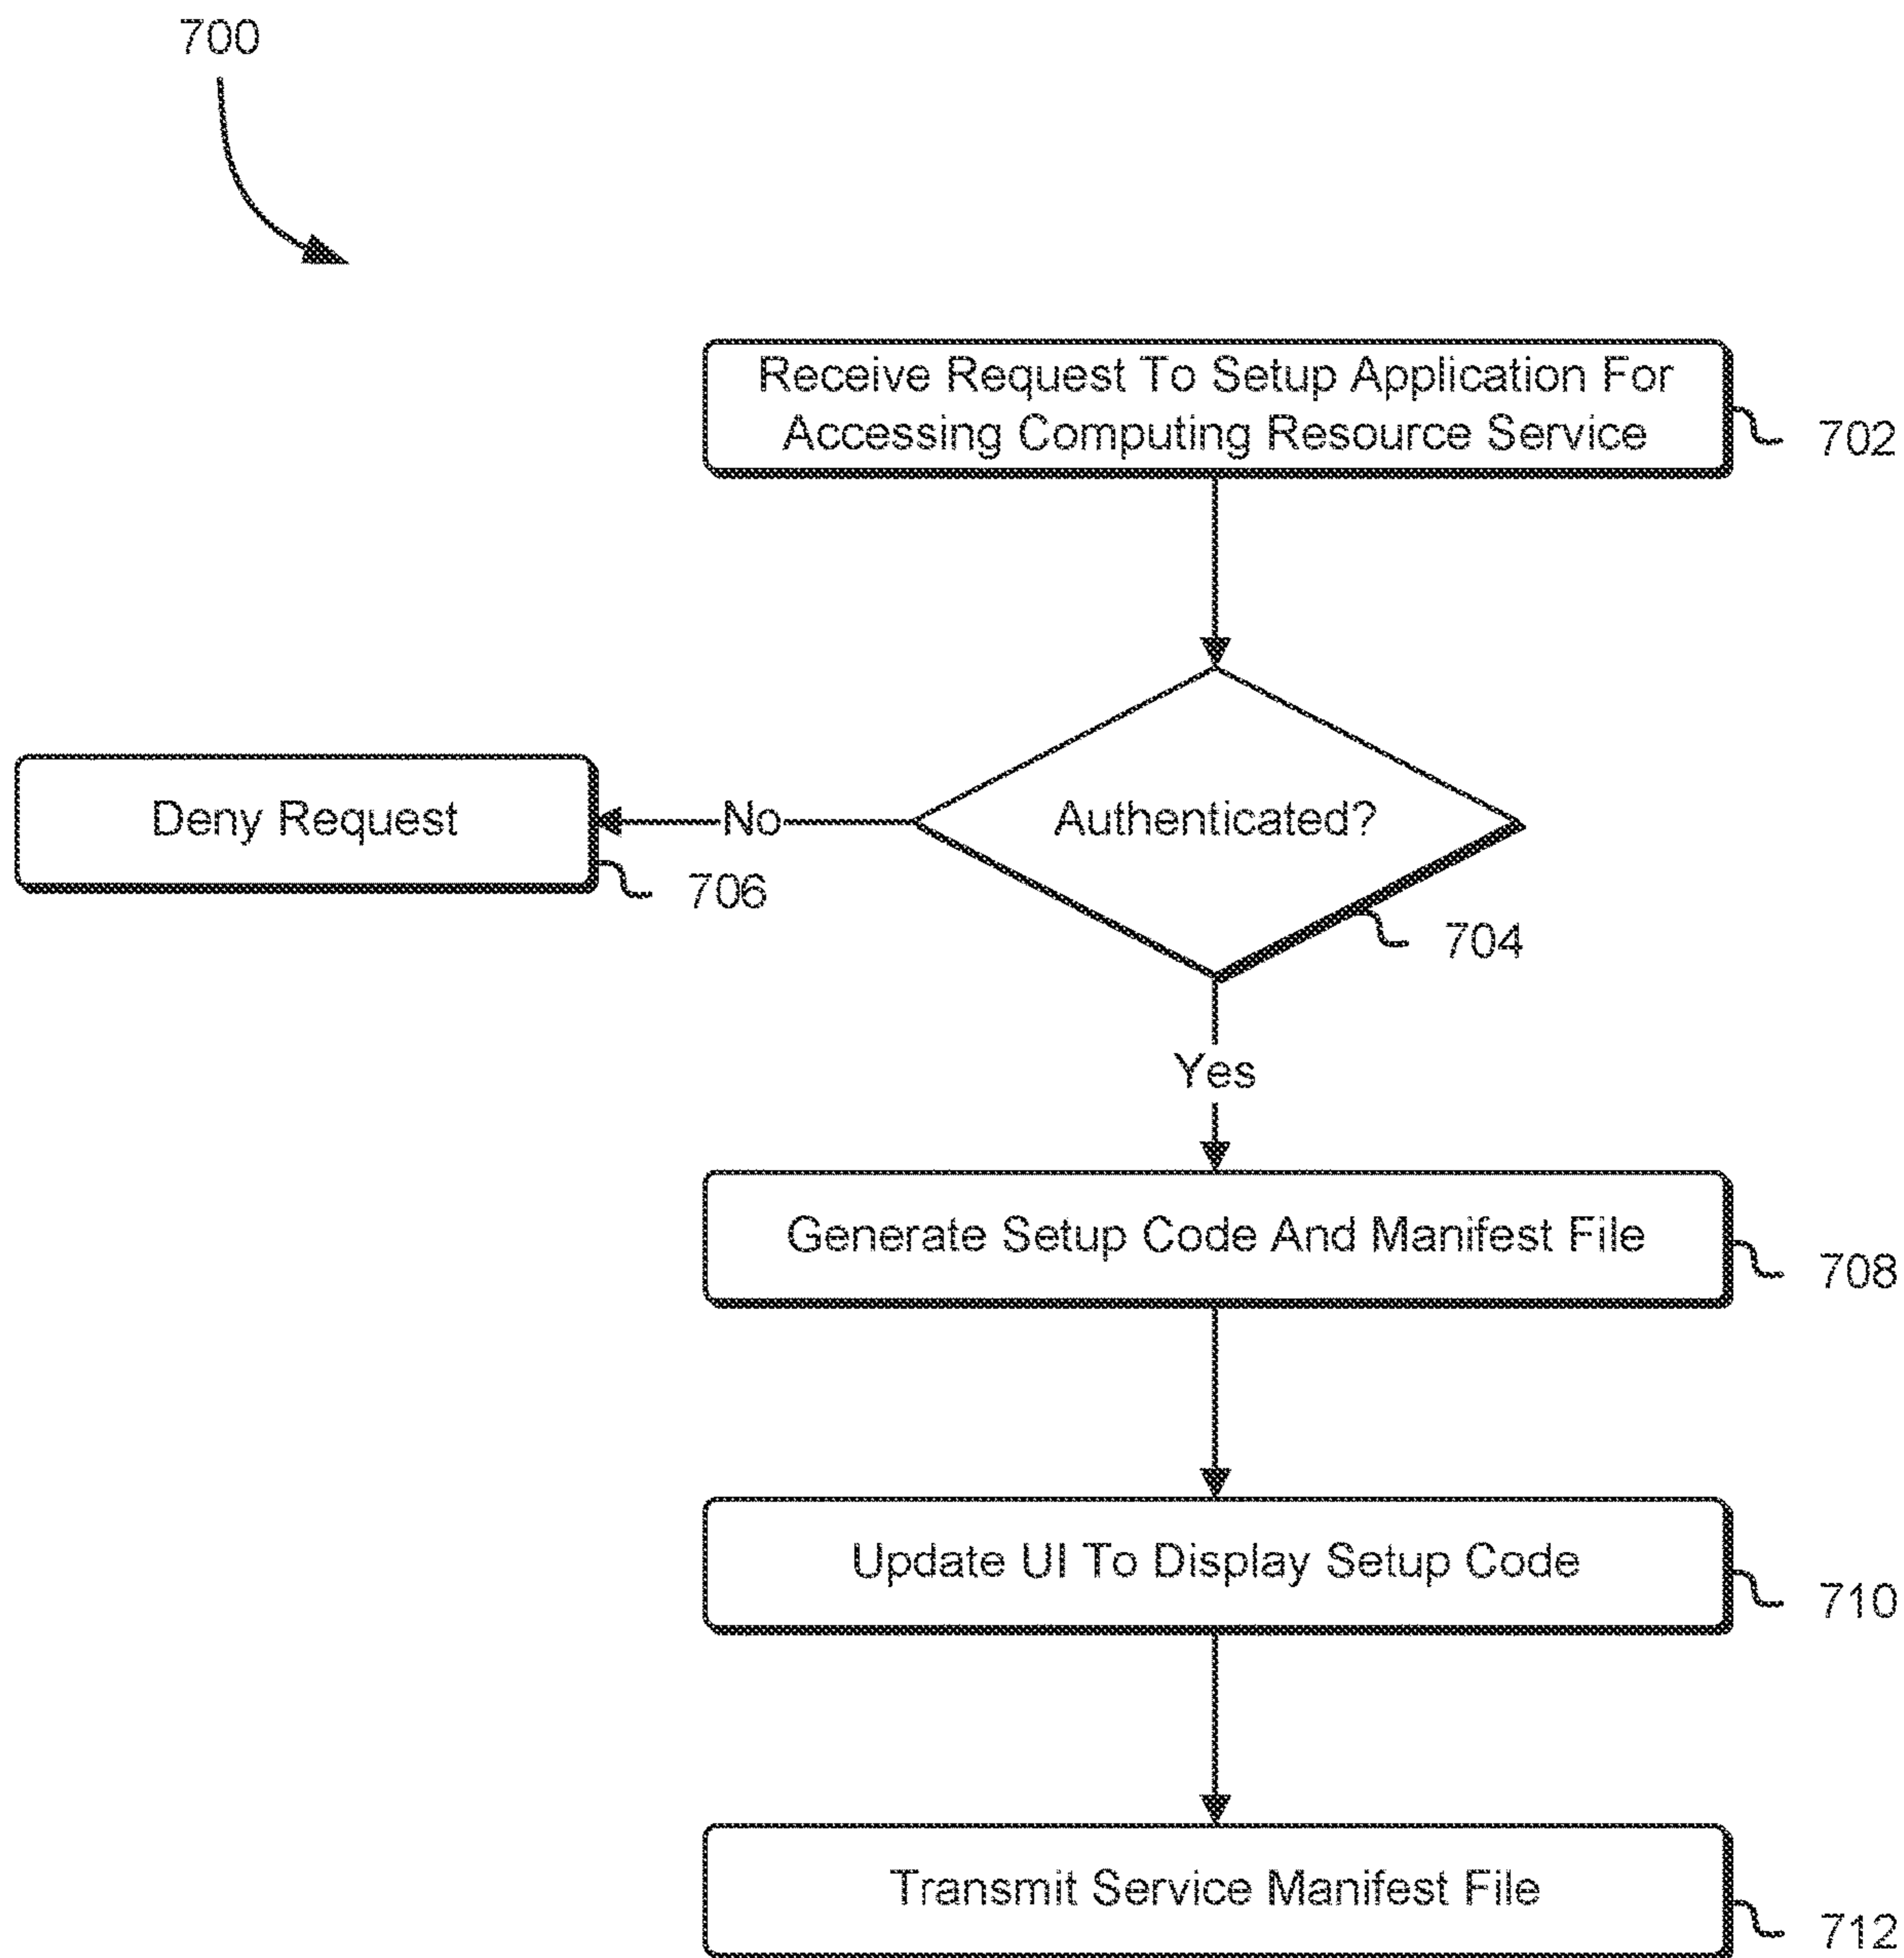 700
Receive Request To Setup Application For
Accessing Computing Resource Service
702
Authenticated?
704
No
Deny Request
706
Yes
Generate Setup Code And Manifest File
708
Update UI To Display Setup Code
710
Transmit Service Manifest File
712